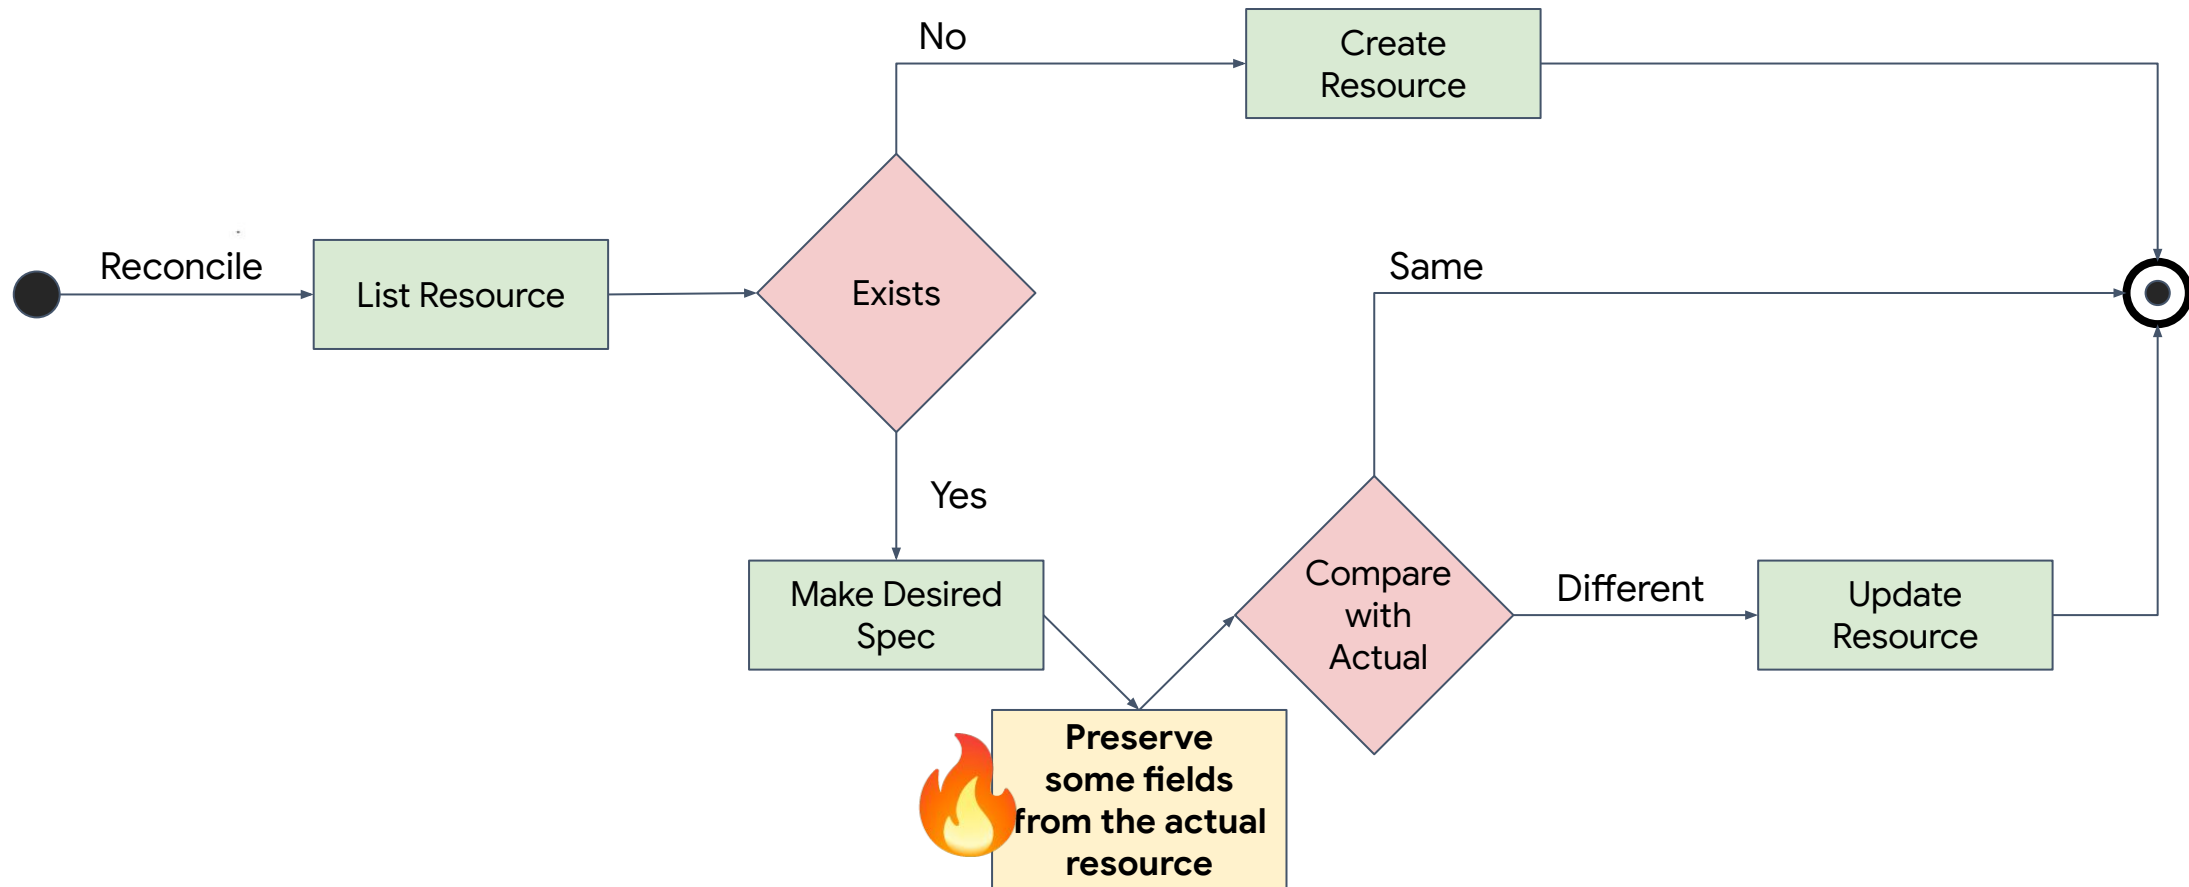 No
Create
Resource
Reconcile
List Resource
Exists
Same
Yes
Make Desired
Spec
Compare
with
Actual
Different
Update
Resource
Preserve
some fields
from the actual
resource